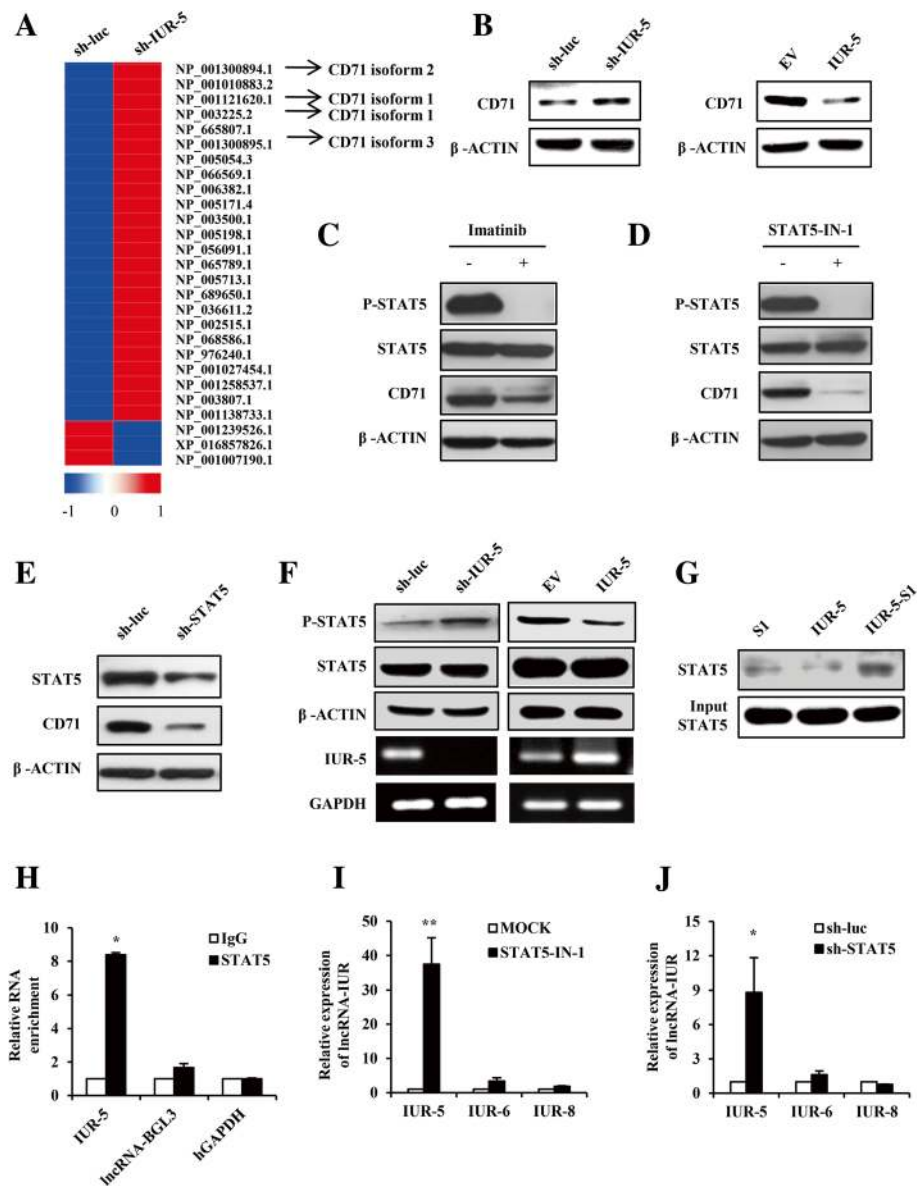 A
sh-luc
sh-IUR-5
NP_001300894.1
CD71 isoform 2
NP_001010883.2
NP_001121620.1
CD71 isoform 1
NP_003225.2
CD71 isoform 1
NP_665807.1
NP_001300895.1
CD71 isoform 3
NP_005054.3
NP_066569.1
NP_006382.1
NP_005171.4
NP_003500.1
NP_005198.1
NP_056091.1
NP_065789.1
NP_005713.1
NP_689650.1
NP_036611.2
NP_002515.1
NP_068586.1
NP_976240.1
NP_001027454.1
NP_001258537.1
NP_003807.1
NP_001138733.1
NP_001239526.1
XP_016857826.1
NP_001007190.1
-1 0 1
B
sh-luc
sh-IUR-5
CD71
β-ACTIN
EV
IUR-5
CD71
β-ACTIN
C
Imatinib
- +
P-STAT5
STAT5
CD71
β-ACTIN
D
STAT5-IN-1
- +
P-STAT5
STAT5
CD71
β-ACTIN
E
sh-luc
sh-STAT5
STAT5
CD71
β-ACTIN
F
sh-luc
sh-IUR-5
EV
IUR-5
P-STAT5
STAT5
β-ACTIN
IUR-5
GAPDH
G
S1
IUR-5
IUR-5-S1
STAT5
Input
STAT5
H
Relative RNA
enrichment
10
8
6
4
2
0
*
IgG
STAT5
IUR-5
lncRNA-BGL3
hGAPDH
I
Relative expression
of lncRNA-IUR
50
40
30
20
10
0
**
MOCK
STAT5-IN-1
IUR-5 IUR-6 IUR-8
J
Relative expression
of lncRNA-IUR
15
12
9
6
3
0
*
sh-luc
sh-STAT5
IUR-5 IUR-6 IUR-8